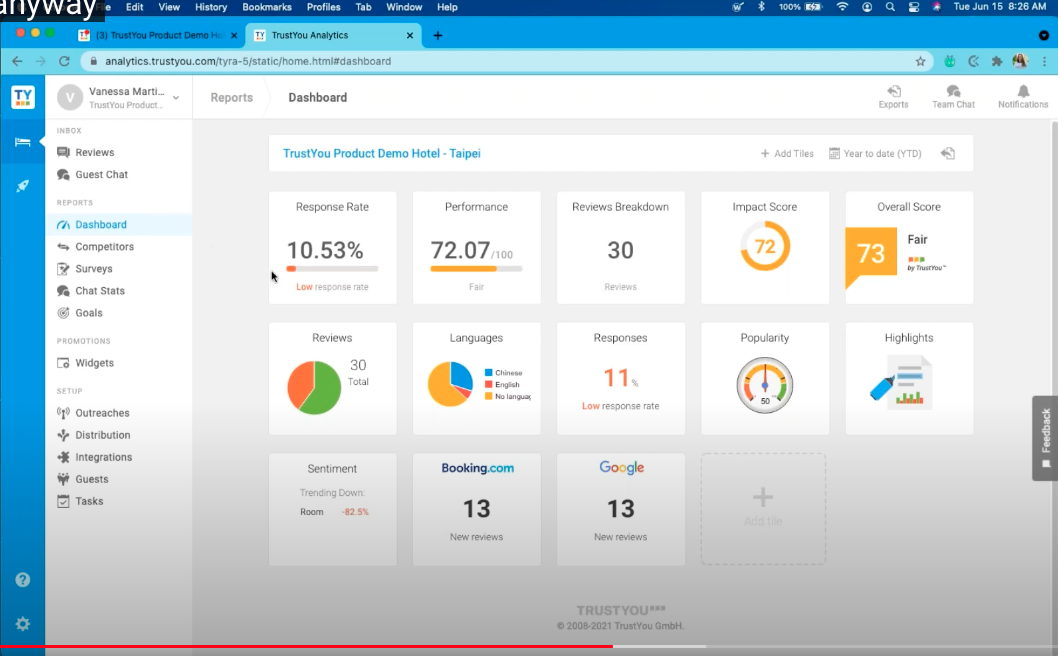 anyway
File Edit View History Bookmarks Profiles Tab Window Help
100% Tue Jun 15 8:26 AM
(3) TrustYou Product Demo Ho
TY TrustYou Analytics
analytics.trustyou.com/tyra-5/static/home.html#dashboard
TY
V
Vanessa Marti...
TrustYou Product...
Reports
Dashboard
Exports
Team Chat
Notifications
INBOX
Reviews
Guest Chat
REPORTS
Dashboard
Competitors
Surveys
Chat Stats
Goals
PROMOTIONS
Widgets
SETUP
Outreaches
Distribution
Integrations
Guests
Tasks
?
TrustYou Product Demo Hotel - Taipei
+ Add Tiles
Year to date (YTD)
Response Rate
10.53%
Low response rate
Performance
72.07/100
Fair
Reviews Breakdown
30
Reviews
Impact Score
72
Overall Score
73
Fair
by TrustYou™
Reviews
30
Total
Languages
Chinese
English
No languag
Responses
11%
Low response rate
Popularity
50
Highlights
Sentiment
Trending Down:
Room -82.5%
Booking.com
13
New reviews
Google
13
New reviews
+
Add tile
Feedback
TRUSTYOU
© 2008-2021 TrustYou GmbH.